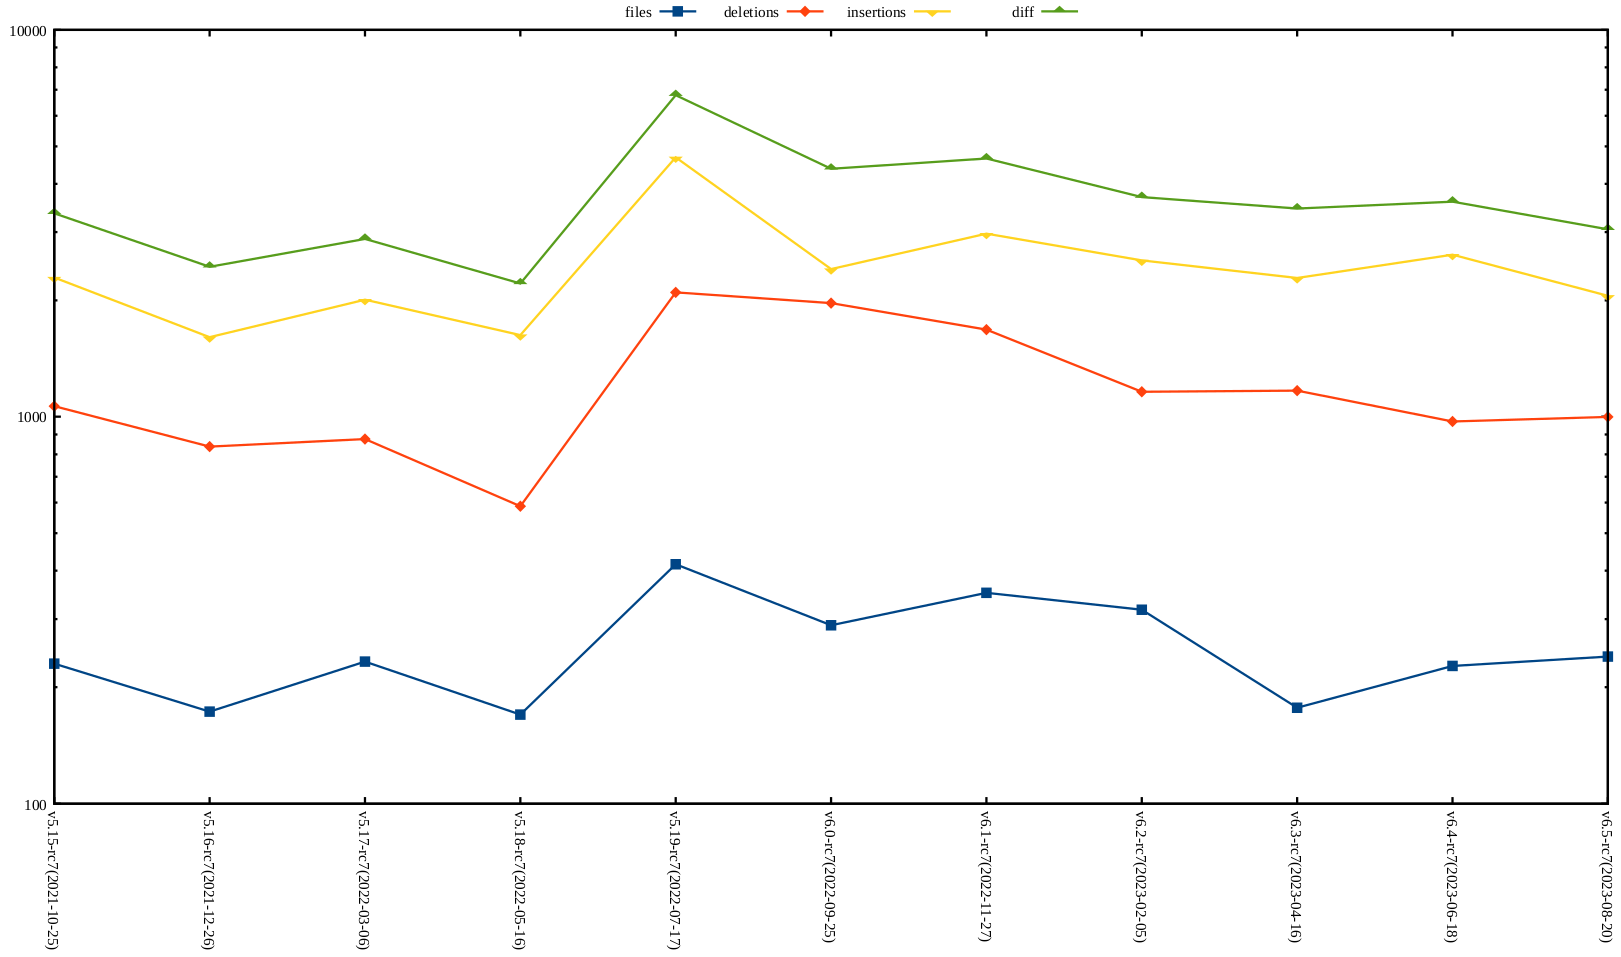 files deletions insertions diff
10000
1000
100
v5.15-rc7(2021-10-25)
v5.16-rc7(2021-12-26)
v5.17-rc7(2022-03-06)
v5.18-rc7(2022-05-16)
v5.19-rc7(2022-07-17)
v6.0-rc7(2022-09-25)
v6.1-rc7(2022-11-27)
v6.2-rc7(2023-02-05)
v6.3-rc7(2023-04-16)
v6.4-rc7(2023-06-18)
v6.5-rc7(2023-08-20)